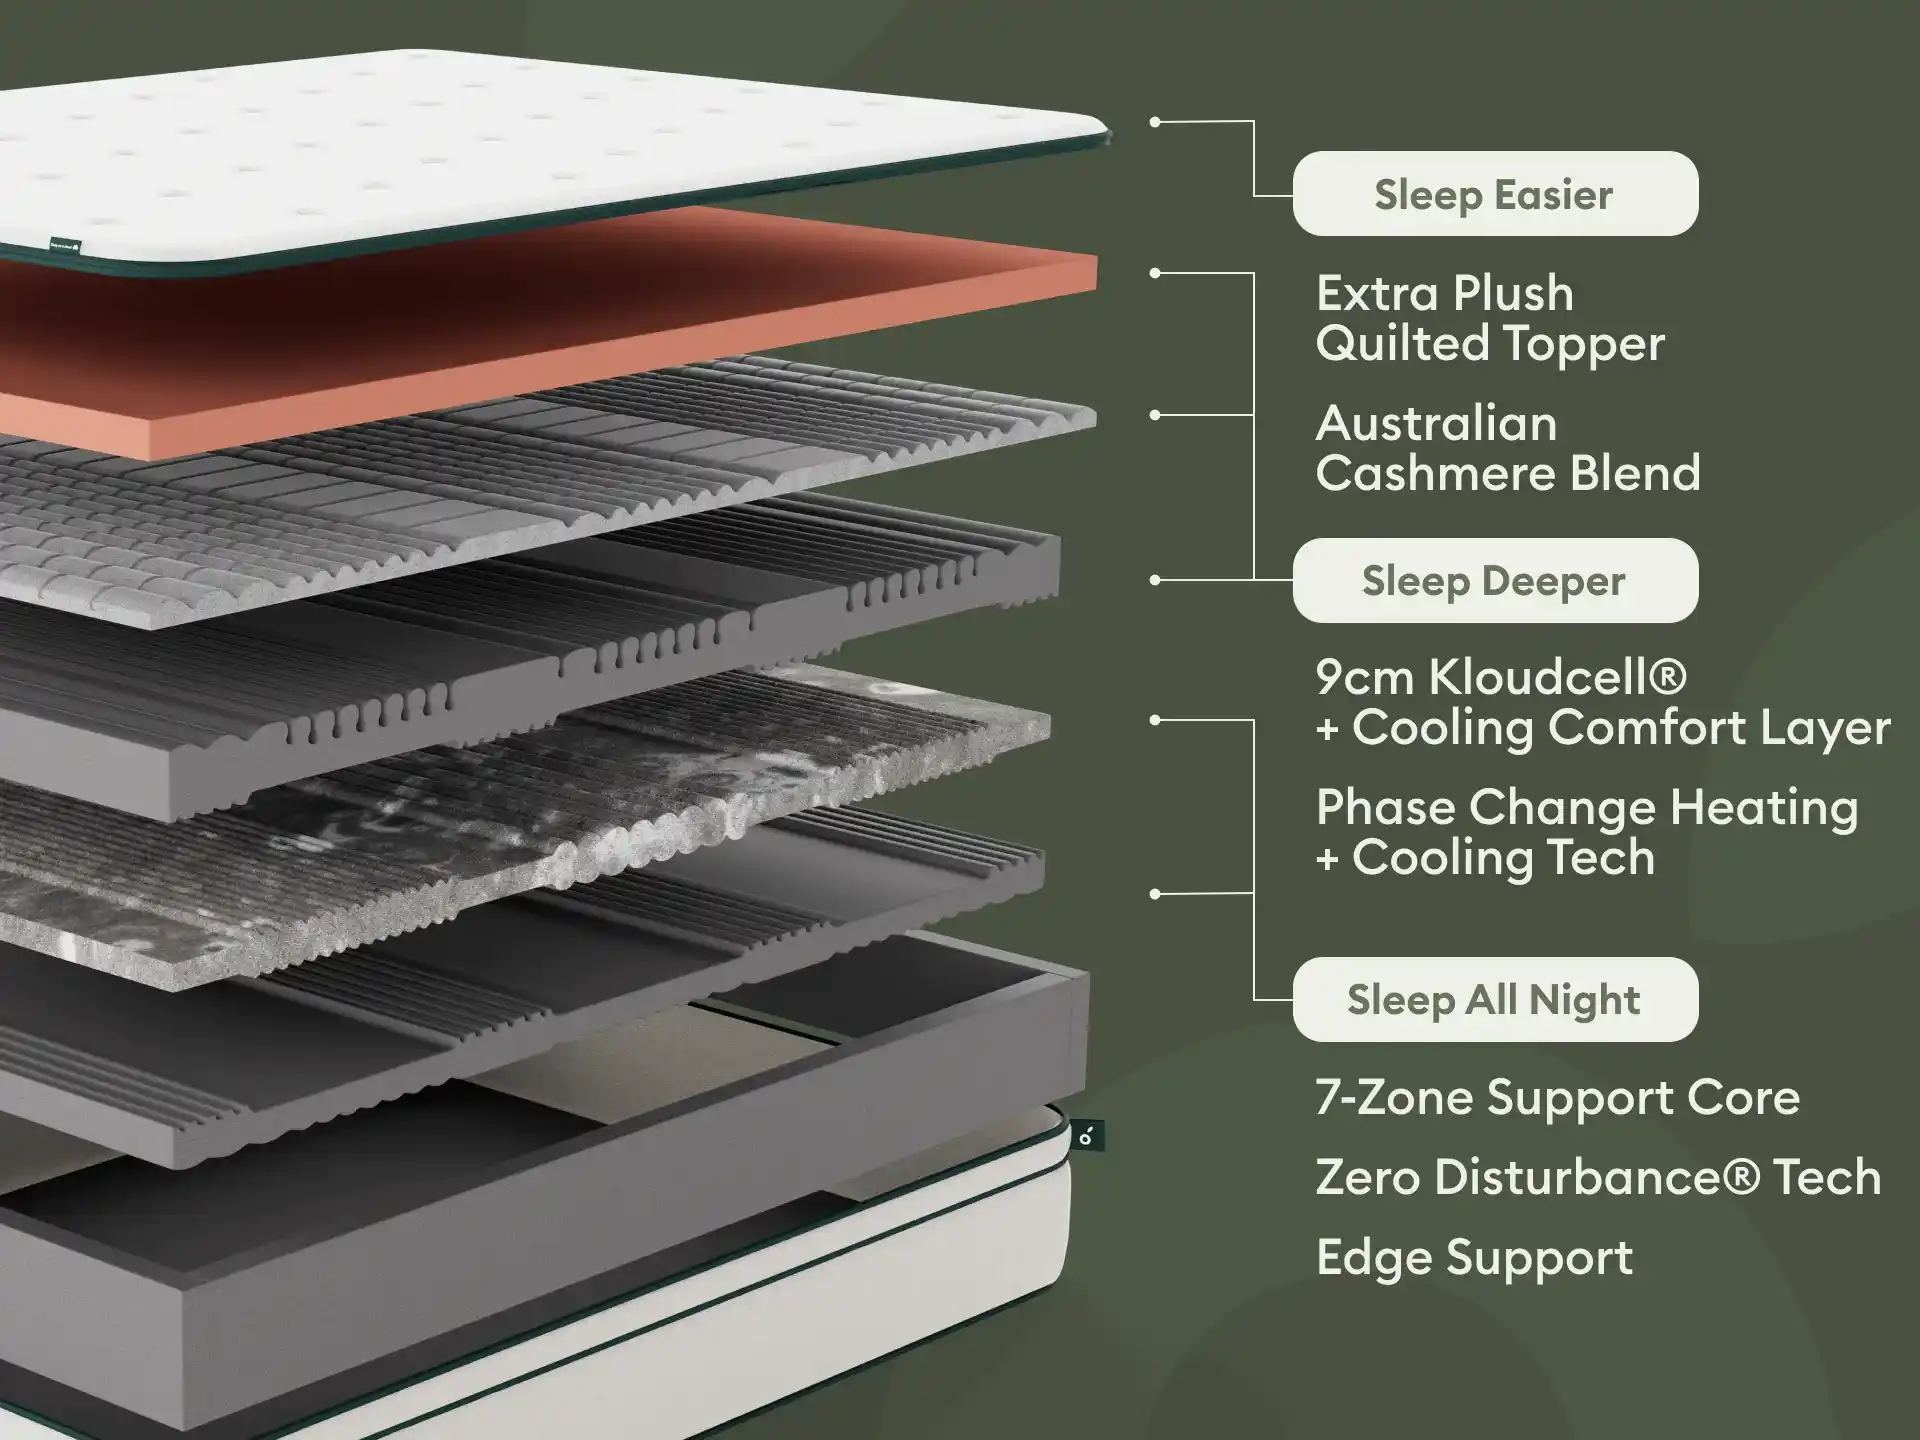 Sleep Easier
Extra Plush
Quilted Topper
Australian
Cashmere Blend
Sleep Deeper
9cm Kloudcell®
+ Cooling Comfort Layer
Phase Change Heating
+ Cooling Tech
Sleep All Night
7-Zone Support Core
Zero Disturbance® Tech
Edge Support